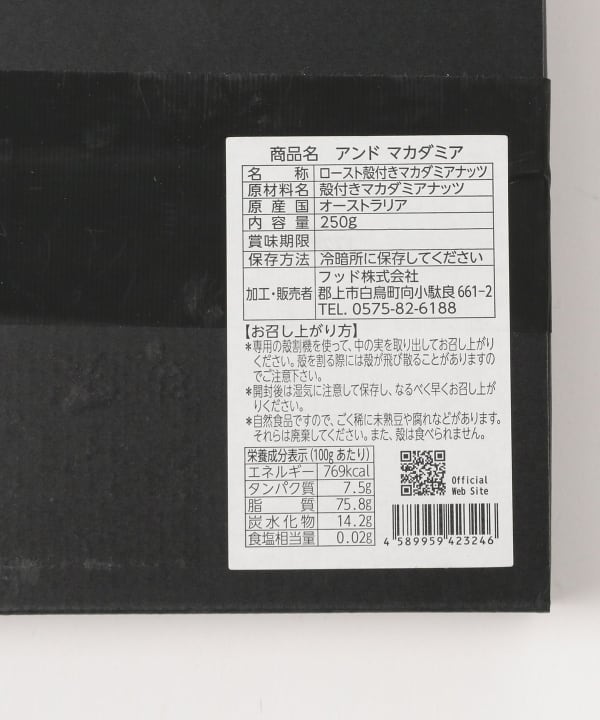 商品名 アンド マカダミア
名 称 ロースト殻付きマカダミアナッツ
原材料名 殻付きマカダミアナッツ
原産国 オーストラリア
内容量 250g
賞味期限
保存方法 冷暗所に保存してください
加工・販売者 フッド株式会社
郡上市白鳥町向小駄良661-2
TEL. 0575-82-6188
【お召し上がり方】
*専用の殻割機を使って、中の実を取り出してお召し上がり
ください。殻を割る際には殻が飛び散ることがありますの
でご注意下さい。
*開封後は湿気に注意して保存し、なるべく早くお召し上が
りください。
*自然食品ですので、ごく稀に未熟豆や腐れなどがあります。
それらは廃棄してください。また、殻は食べられません。
栄養成分表示(100gあたり)
エネルギー 769kcal
タンパク質 7.5g
脂 質 75.8g
炭水化物 14.2g
食塩相当量 0.02g
Official
Web Site
4 589959 423246